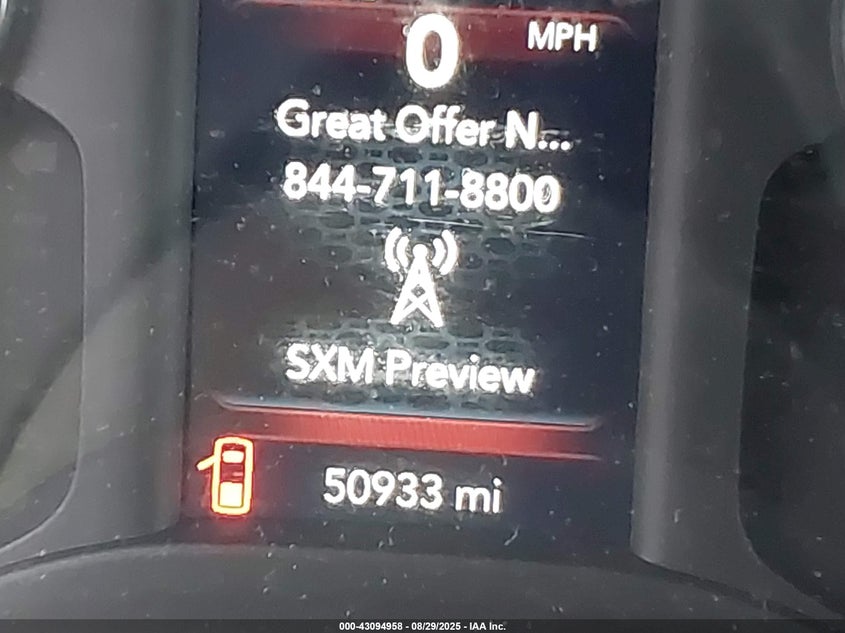 0 MPH
Great Offer N...
844-711-8800
SXM Preview
50933 mi
000-43094958 - 08/29/2025 - IAA Inc.